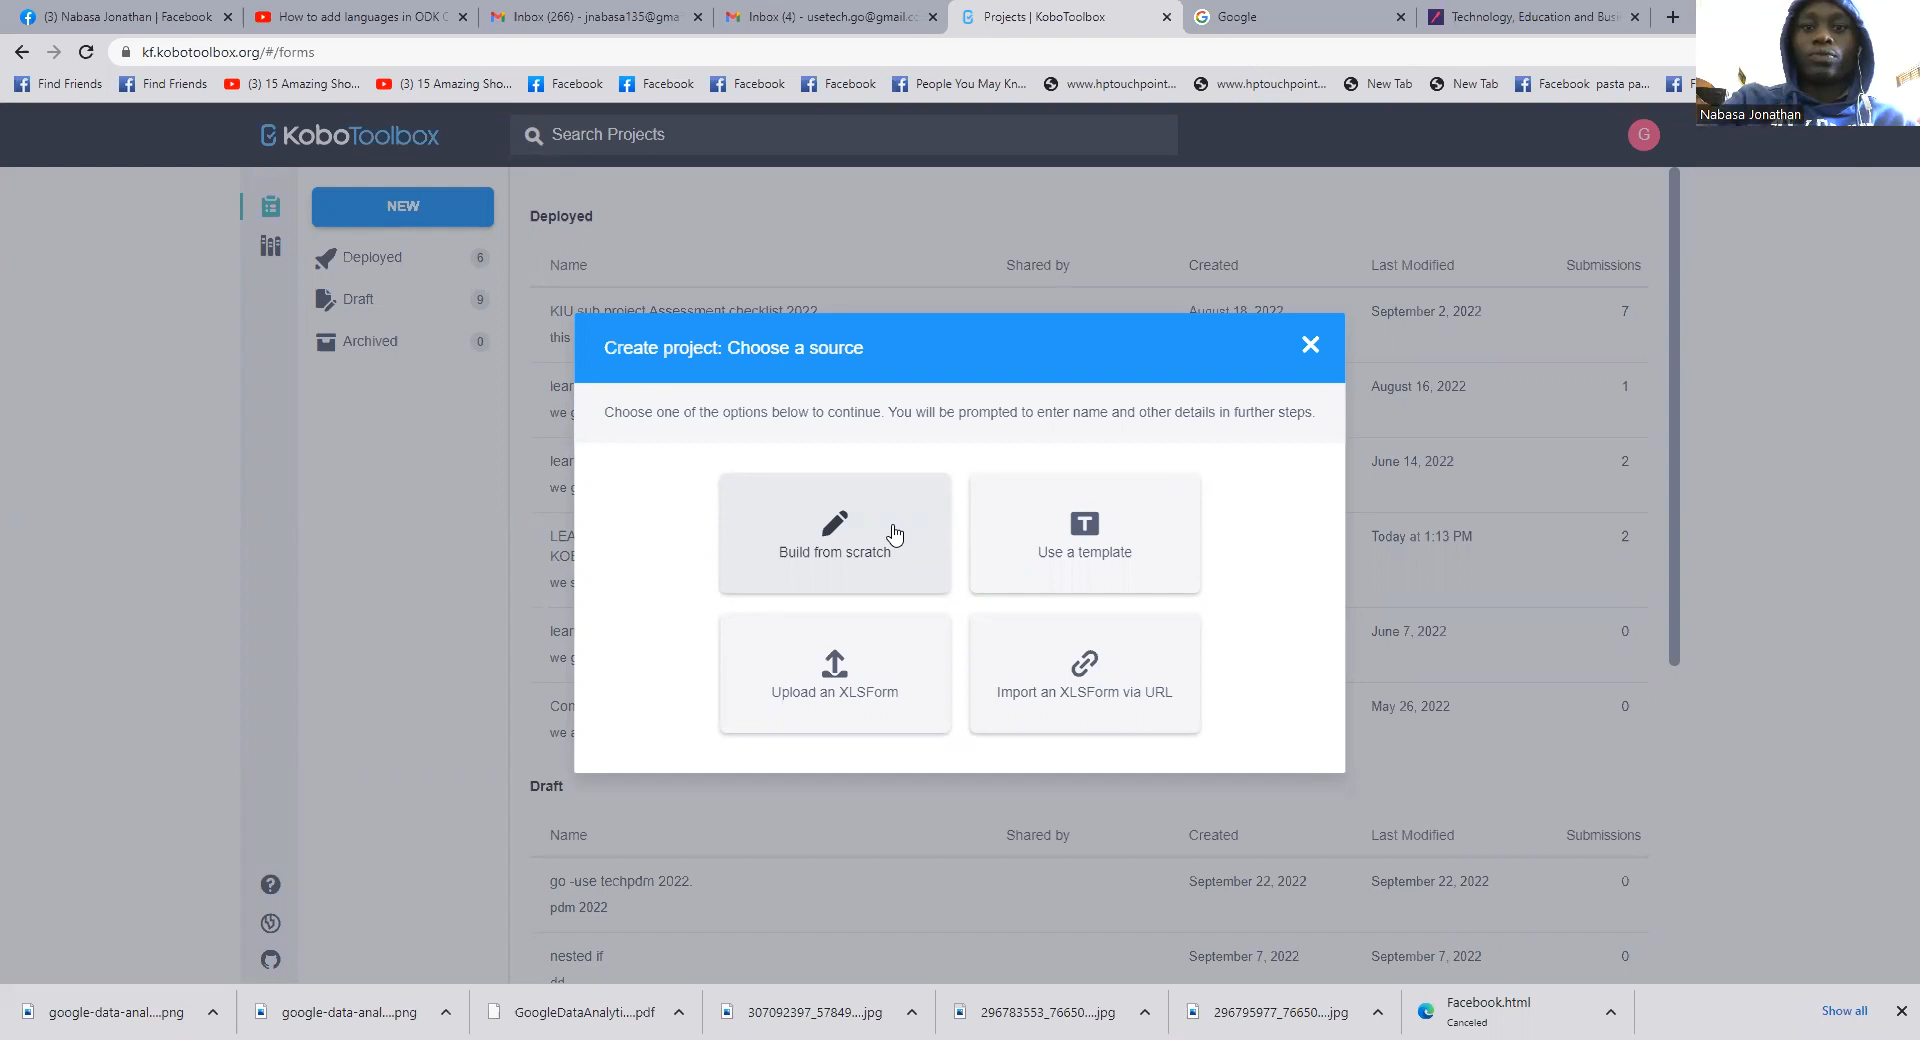 (3) Nabasa Jonathan | Facebook
How to add languages in ODK C
Inbox (266) - jnabasa135@gma
Inbox (4) - usetech.go@gmail.cc
Projects | KoboToolbox
Google
Technology, Education and Busi
kf.kobotoolbox.org/#/forms
Find Friends
Find Friends
(3) 15 Amazing Sho...
(3) 15 Amazing Sho...
Facebook
Facebook
Facebook
Facebook
People You May Kn...
www.hptouchpoint...
www.hptouchpoint...
New Tab
New Tab
Facebook pasta pa...
F
Nabasa Jonathan
KoboToolbox
Search Projects
G
NEW
Deployed 6
Draft 9
Archived 0
Deployed
Name Shared by Created Last Modified Submissions
KIU sub project Assessment checklist 2022 August 18, 2022 September 2, 2022 7
this
lear August 16, 2022 1
we g
lear June 14, 2022 2
we g
LEA Today at 1:13 PM 2
KOB
we s
lear June 7, 2022 0
we g
Con May 26, 2022 0
we a
Create project: Choose a source
Choose one of the options below to continue. You will be prompted to enter name and other details in further steps.
Build from scratch
T
Use a template
Upload an XLSForm
Import an XLSForm via URL
Draft
Name Shared by Created Last Modified Submissions
go -use techpdm 2022. September 22, 2022 September 22, 2022 0
pdm 2022
nested if September 7, 2022 September 7, 2022 0
dd
google-data-anal....png
google-data-anal....png
GoogleDataAnalyti....pdf
307092397_57849....jpg
296783553_76650....jpg
296795977_76650....jpg
Facebook.html
Canceled
Show all